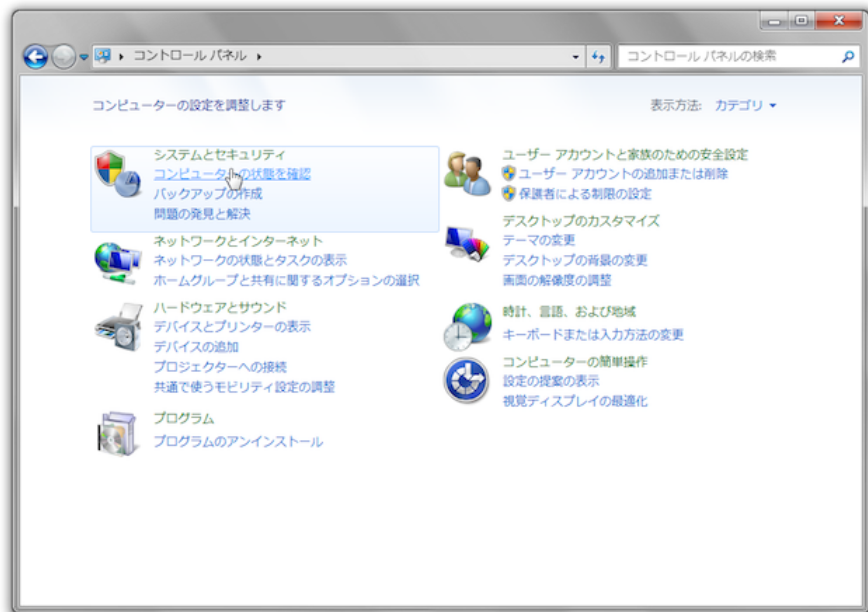 コントロール パネル
コントロール パネルの検索
コンピューターの設定を調整します
表示方法: カテゴリ
システムとセキュリティ
コンピューターの状態を確認
バックアップの作成
問題の発見と解決
ネットワークとインターネット
ネットワークの状態とタスクの表示
ホームグループと共有に関するオプションの選択
ハードウェアとサウンド
デバイスとプリンターの表示
デバイスの追加
プロジェクターへの接続
共通で使うモビリティ設定の調整
プログラム
プログラムのアンインストール
ユーザー アカウントと家族のための安全設定
ユーザー アカウントの追加または削除
保護者による制限の設定
デスクトップのカスタマイズ
テーマの変更
デスクトップの背景の変更
画面の解像度の調整
時計、言語、および地域
キーボードまたは入力方法の変更
コンピューターの簡単操作
設定の提案の表示
視覚ディスプレイの最適化